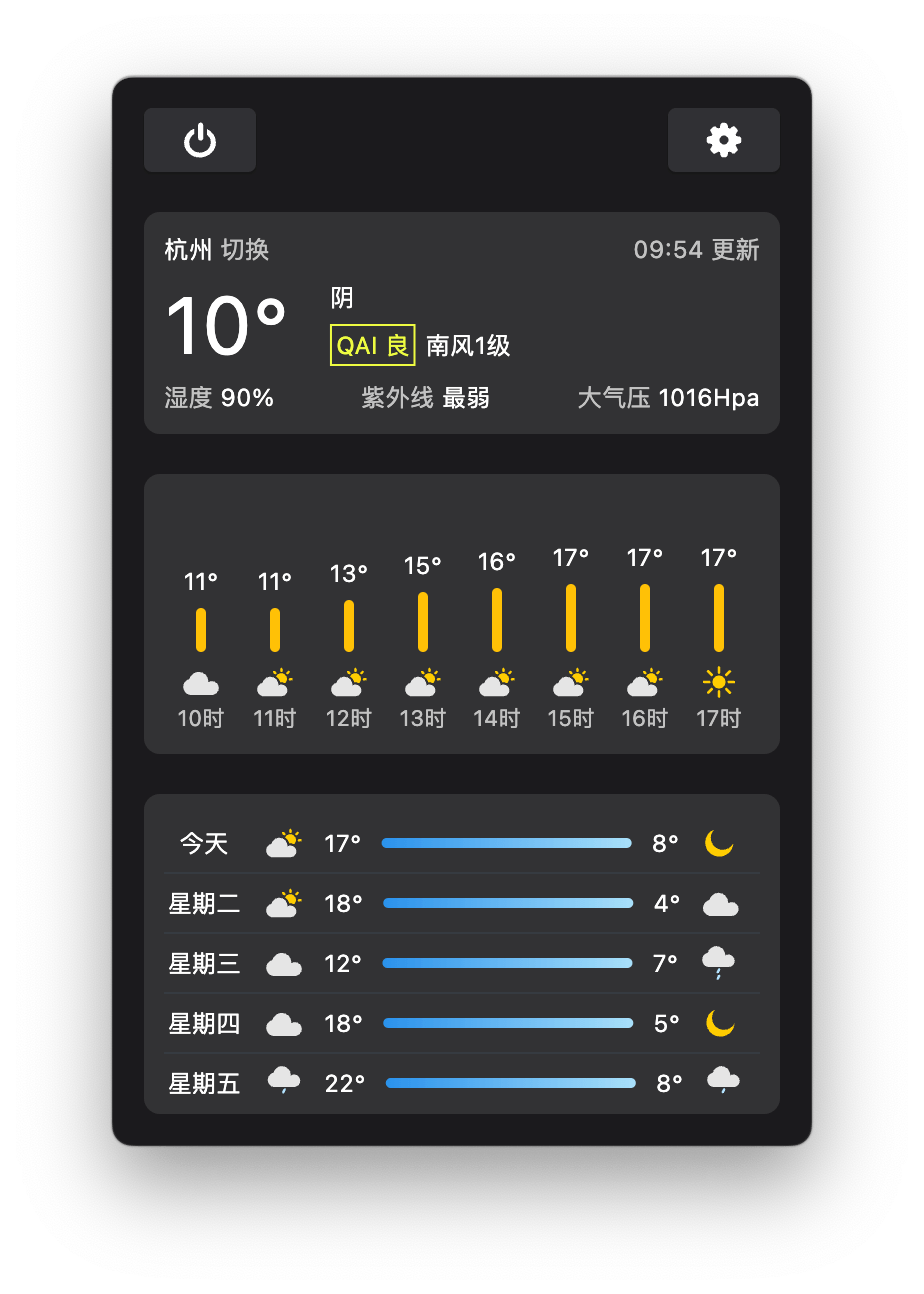 杭州 切换 09:54 更新
10°
阴
QAI 良 南风1级
湿度 90% 紫外线 最弱 大气压 1016Hpa
11° 11° 13° 15° 16° 17° 17° 17°
10时 11时 12时 13时 14时 15时 16时 17时
今天 17° 8°
星期二 18° 4°
星期三 12° 7°
星期四 18° 5°
星期五 22° 8°